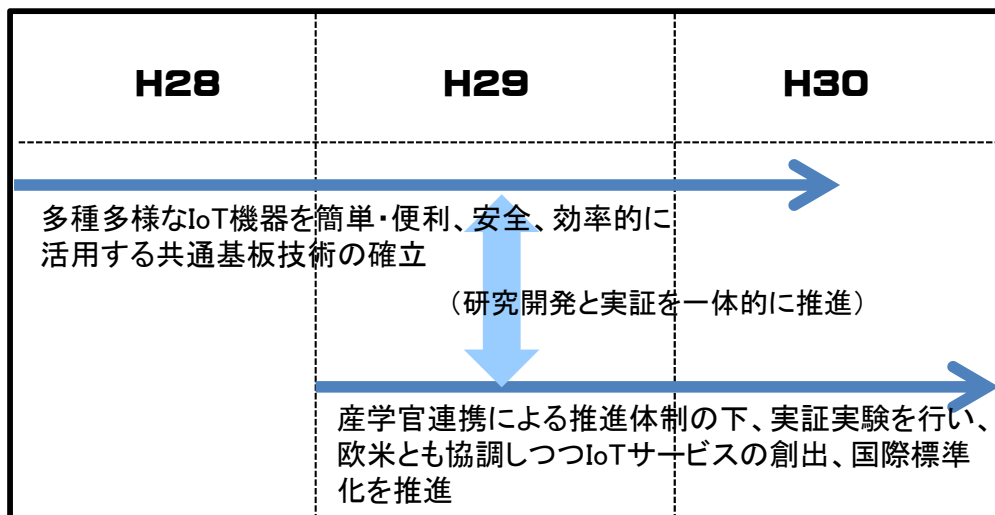 H28
H29
H30
多種多様なIoT機器を簡単・便利、安全、効率的に
活用する共通基板技術の確立
（研究開発と実証を一体的に推進）
産学官連携による推進体制の下、実証実験を行い、
欧米とも協調しつつIoTサービスの創出、国際標準
化を推進